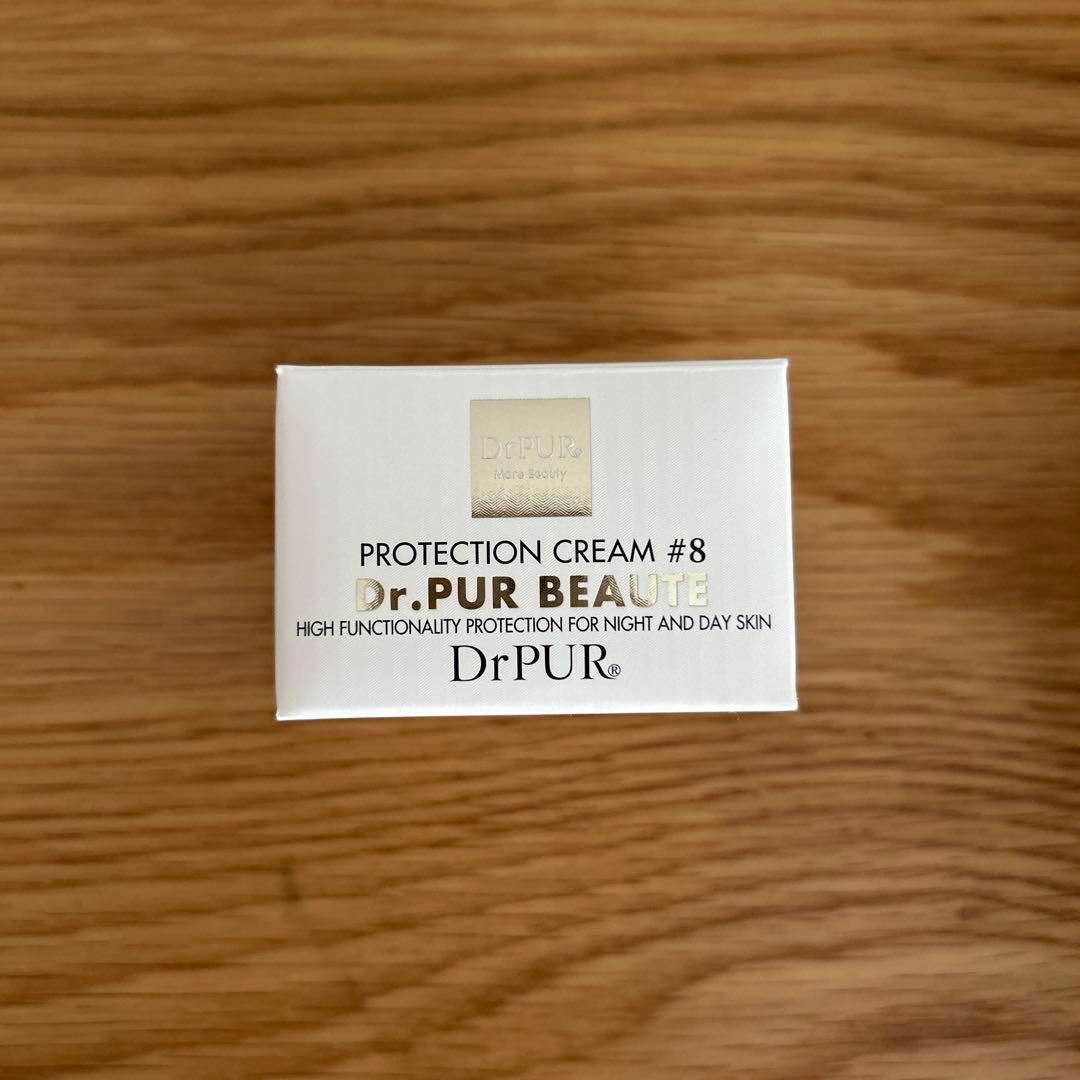 DrPUR®
More Beauty
PROTECTION CREAM #8
Dr.PUR BEAUTE
HIGH FUNCTIONALITY PROTECTION FOR NIGHT AND DAY SKIN
DrPUR®